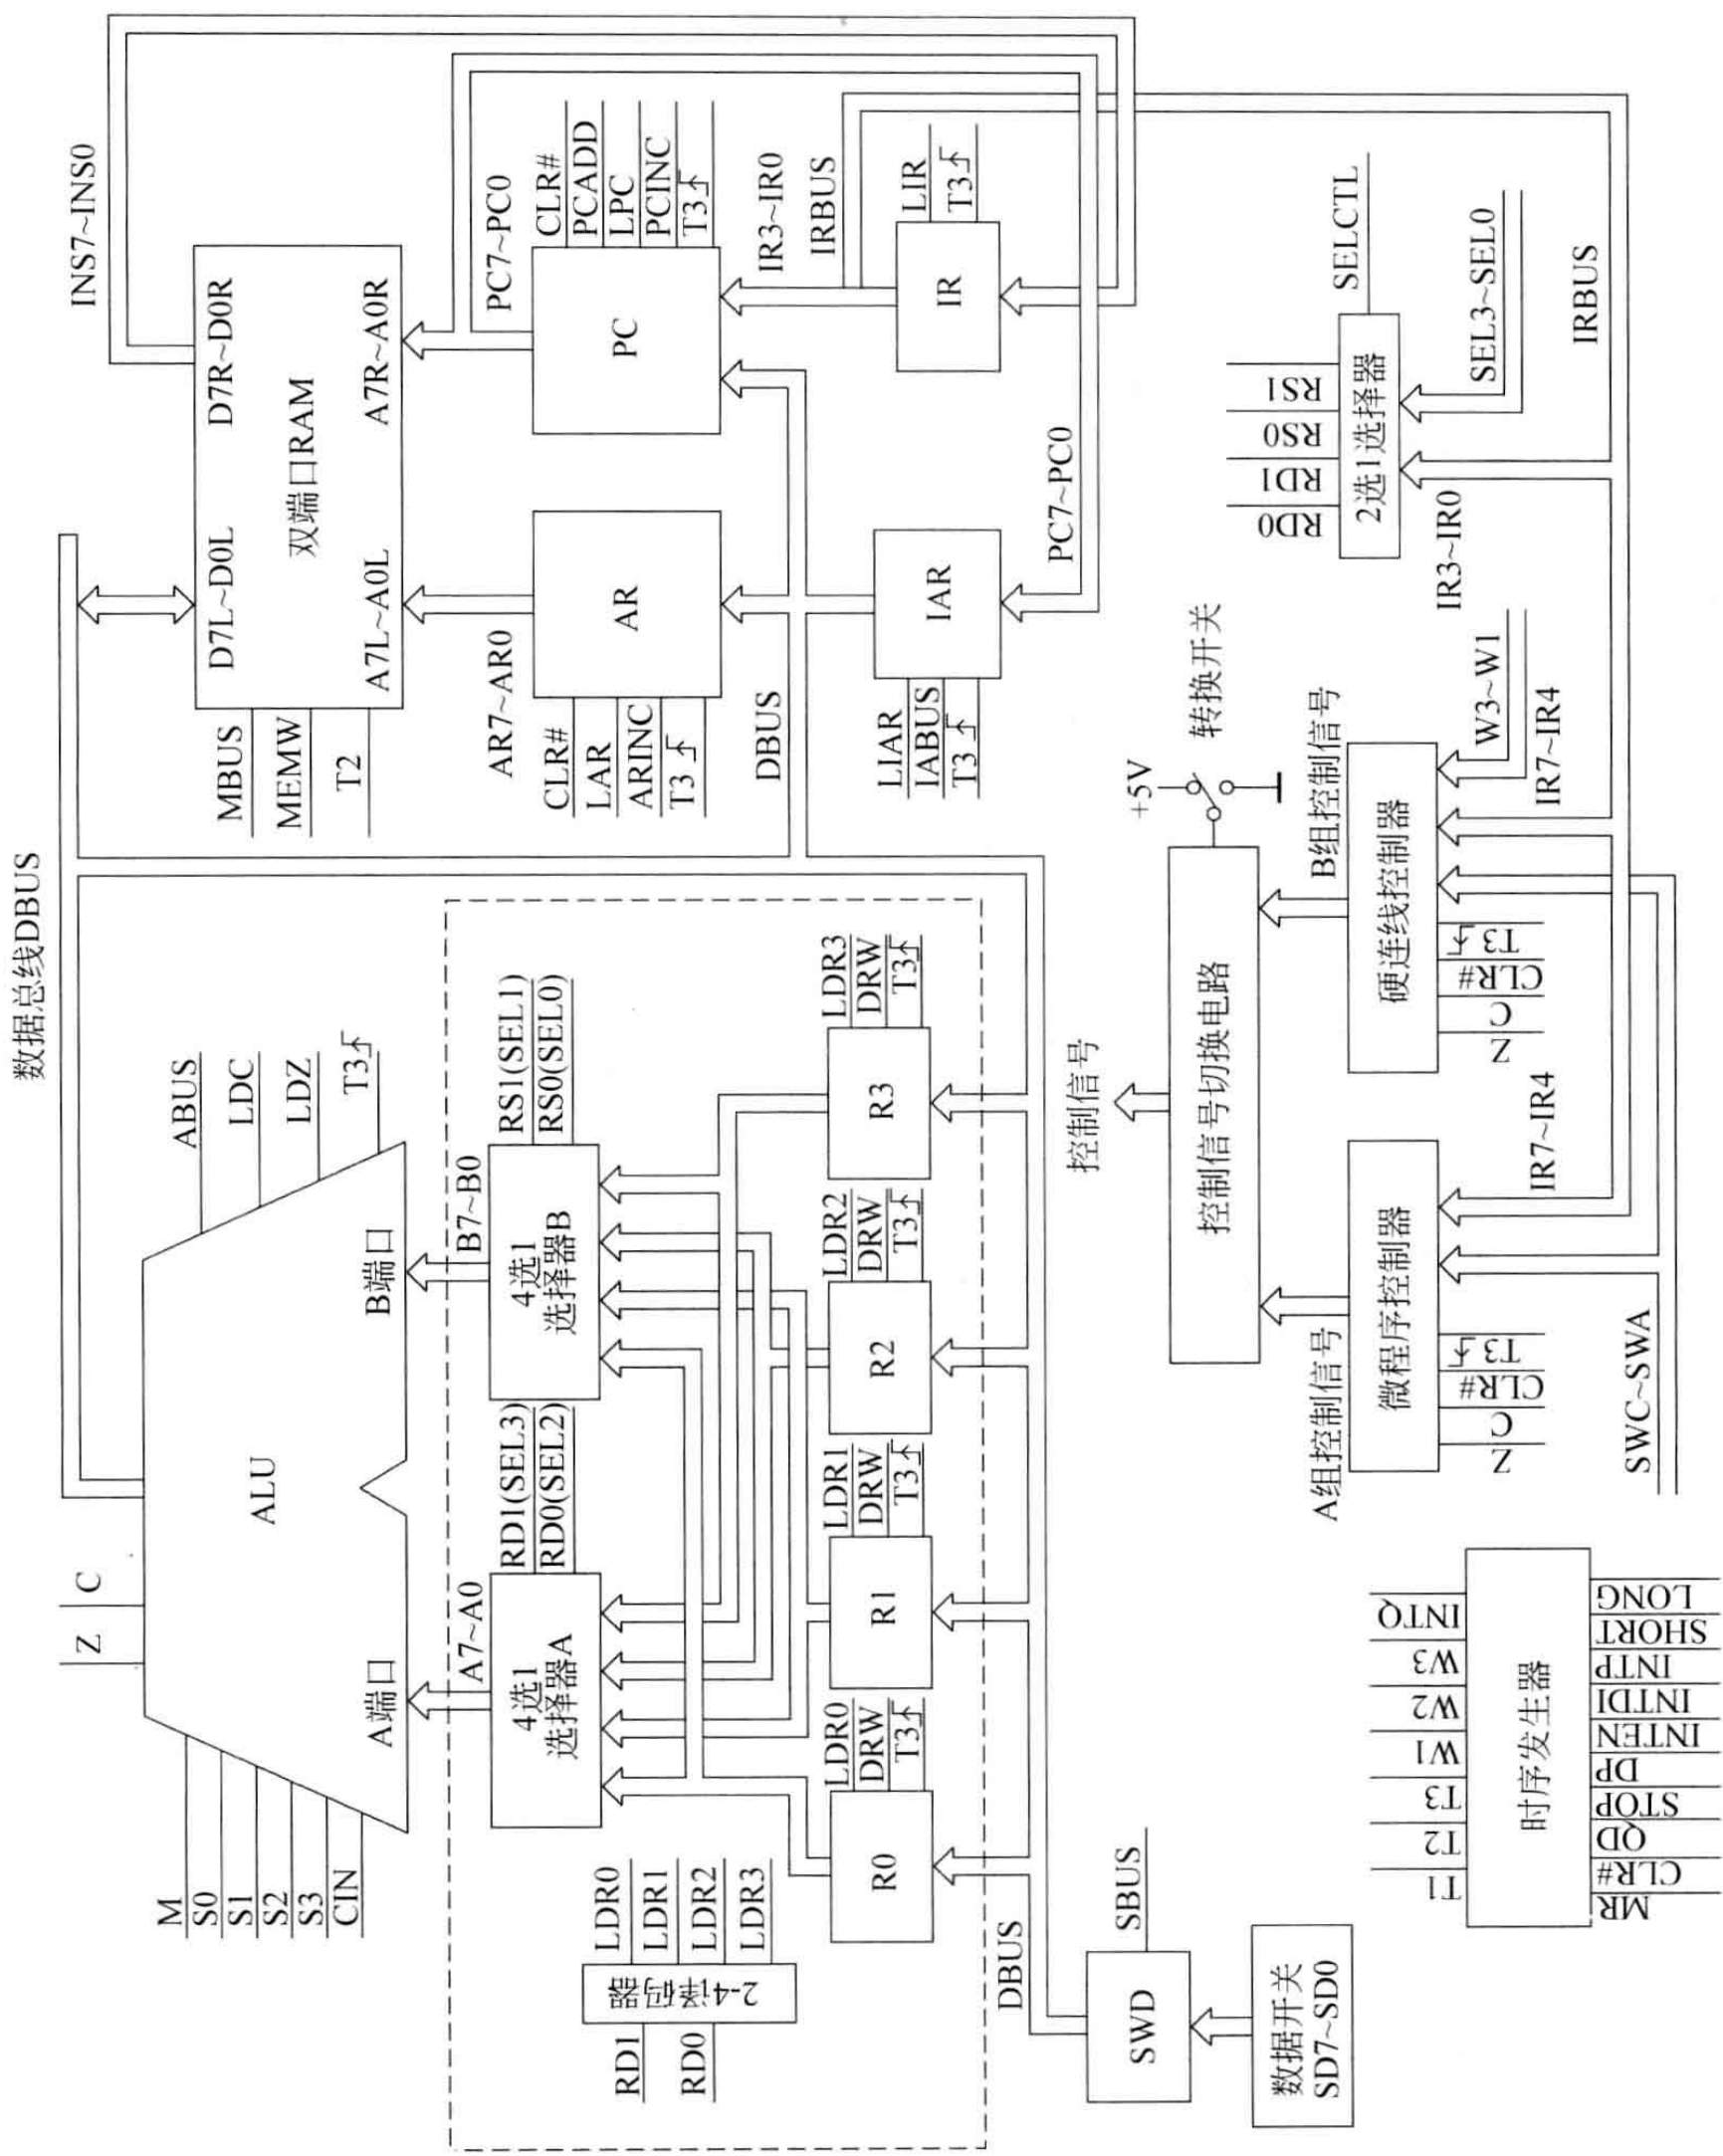 数据总线DBUS
Z
C
M
S0
S1
S2
S3
CIN
ALU
A端口
B端口
ABUS
LDC
LDZ
T3
INS7~INS0
D7L~D0L
D7R~D0R
双端口RAM
A7L~A0L
A7R~A0R
MBUS
MEMW
T2
AR7~AR0
PC7~PC0
CLR#
LAR
ARINC
T3
AR
PC
CLR#
PCADD
LPC
PCINC
T3
DBUS
IR3~IR0
IRBUS
LIAR
IABUS
T3
IAR
IR
LIR
T3
PC7~PC0
A7~A0
B7~B0
4选1
选择器A
RD1(SEL3)
RD0(SEL2)
4选1
选择器B
RS1(SEL1)
RS0(SEL0)
RD1
RD0
2-4译码器
LDR0
LDR1
LDR2
LDR3
R0
LDR0
DRW
T3
R1
LDR1
DRW
T3
R2
LDR2
DRW
T3
R3
LDR3
DRW
T3
DBUS
SWD
SBUS
数据开关
SD7~SD0
控制信号
控制信号切换电路
+5V
转换开关
A组控制信号
B组控制信号
微程序控制器
Z
C
CLR#
T3
硬连线控制器
Z
C
CLR#
T3
W3~W1
IR7~IR4
IR7~IR4
SWC~SWA
RD0
RD1
RS0
RS1
2选1选择器
SELCTL
IR3~IR0
SEL3~SEL0
IRBUS
T1
T2
T3
W1
W2
W3
INTQ
时序发生器
MR
CLR#
QD
STOP
DP
INTEN
INTDI
INTP
SHORT
LONG